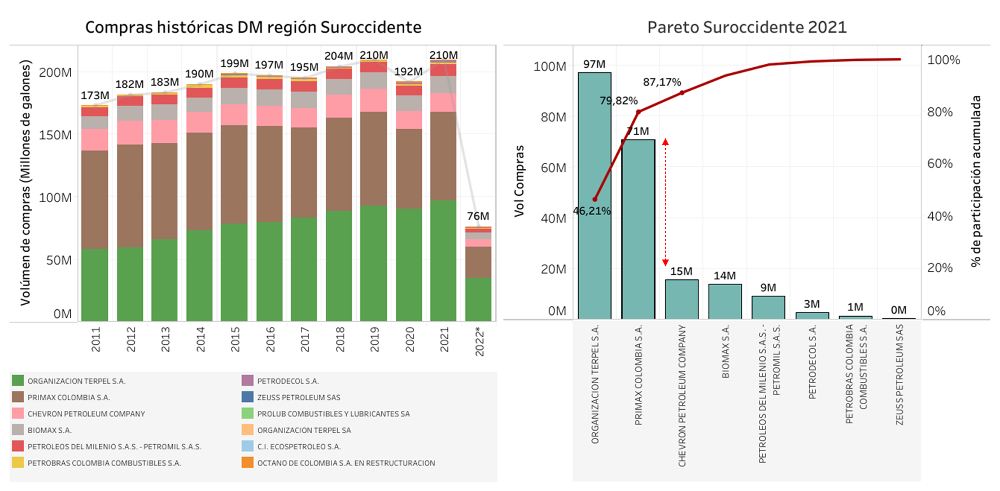 Compras históricas DM región Suroccidente
Volúmen de compras (Millones de galones)
200M
150M
100M
50M
0M
173M
182M
183M
190M
199M
197M
195M
204M
210M
192M
210M
76M
2011
2012
2013
2014
2015
2016
2017
2018
2019
2020
2021
2022*
ORGANIZACION TERPEL S.A.
PRIMAX COLOMBIA S.A.
CHEVRON PETROLEUM COMPANY
BIOMAX S.A.
PETROLEOS DEL MILENIO S.A.S. - PETROMIL S.A.S.
PETROBRAS COLOMBIA COMBUSTIBLES S.A.
PETRODECOL S.A.
ZEUSS PETROLEUM SAS
PROLUB COMBUSTIBLES Y LUBRICANTES SA
ORGANIZACION TERPEL SA
C.I. ECOSPETROLEO S.A.
OCTANO DE COLOMBIA S.A. EN RESTRUCTURACION
Pareto Suroccidente 2021
Vol Compras
100M
80M
60M
40M
20M
0M
97M
71M
15M
14M
9M
3M
1M
0M
46,21%
79,82%
87,17%
100%
80%
60%
40%
20%
0%
% de participación acumulada
ORGANIZACION TERPEL S.A.
PRIMAX COLOMBIA S.A.
CHEVRON PETROLEUM COMPANY
BIOMAX S.A.
PETROLEOS DEL MILENIO S.A.S. -
PETROMIL S.A.S.
PETRODECOL S.A.
PETROBRAS COLOMBIA
COMBUSTIBLES S.A.
ZEUSS PETROLEUM SAS